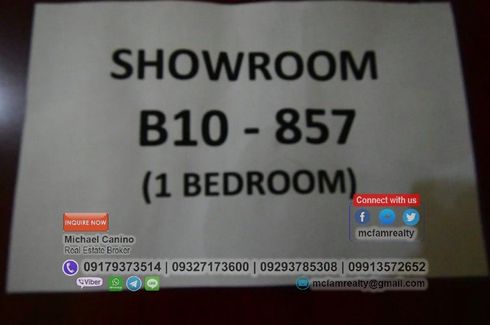 SHOWROOM
B10 - 857
(1 BEDROOM)
Connect with us
INQUIRE NOW
mcfamrealty
Michael Canino
Real Estate Broker
09179373514 | 09327173600 | 09293785308 | 09913572652
Viber
mcfamrealty@gmail.com